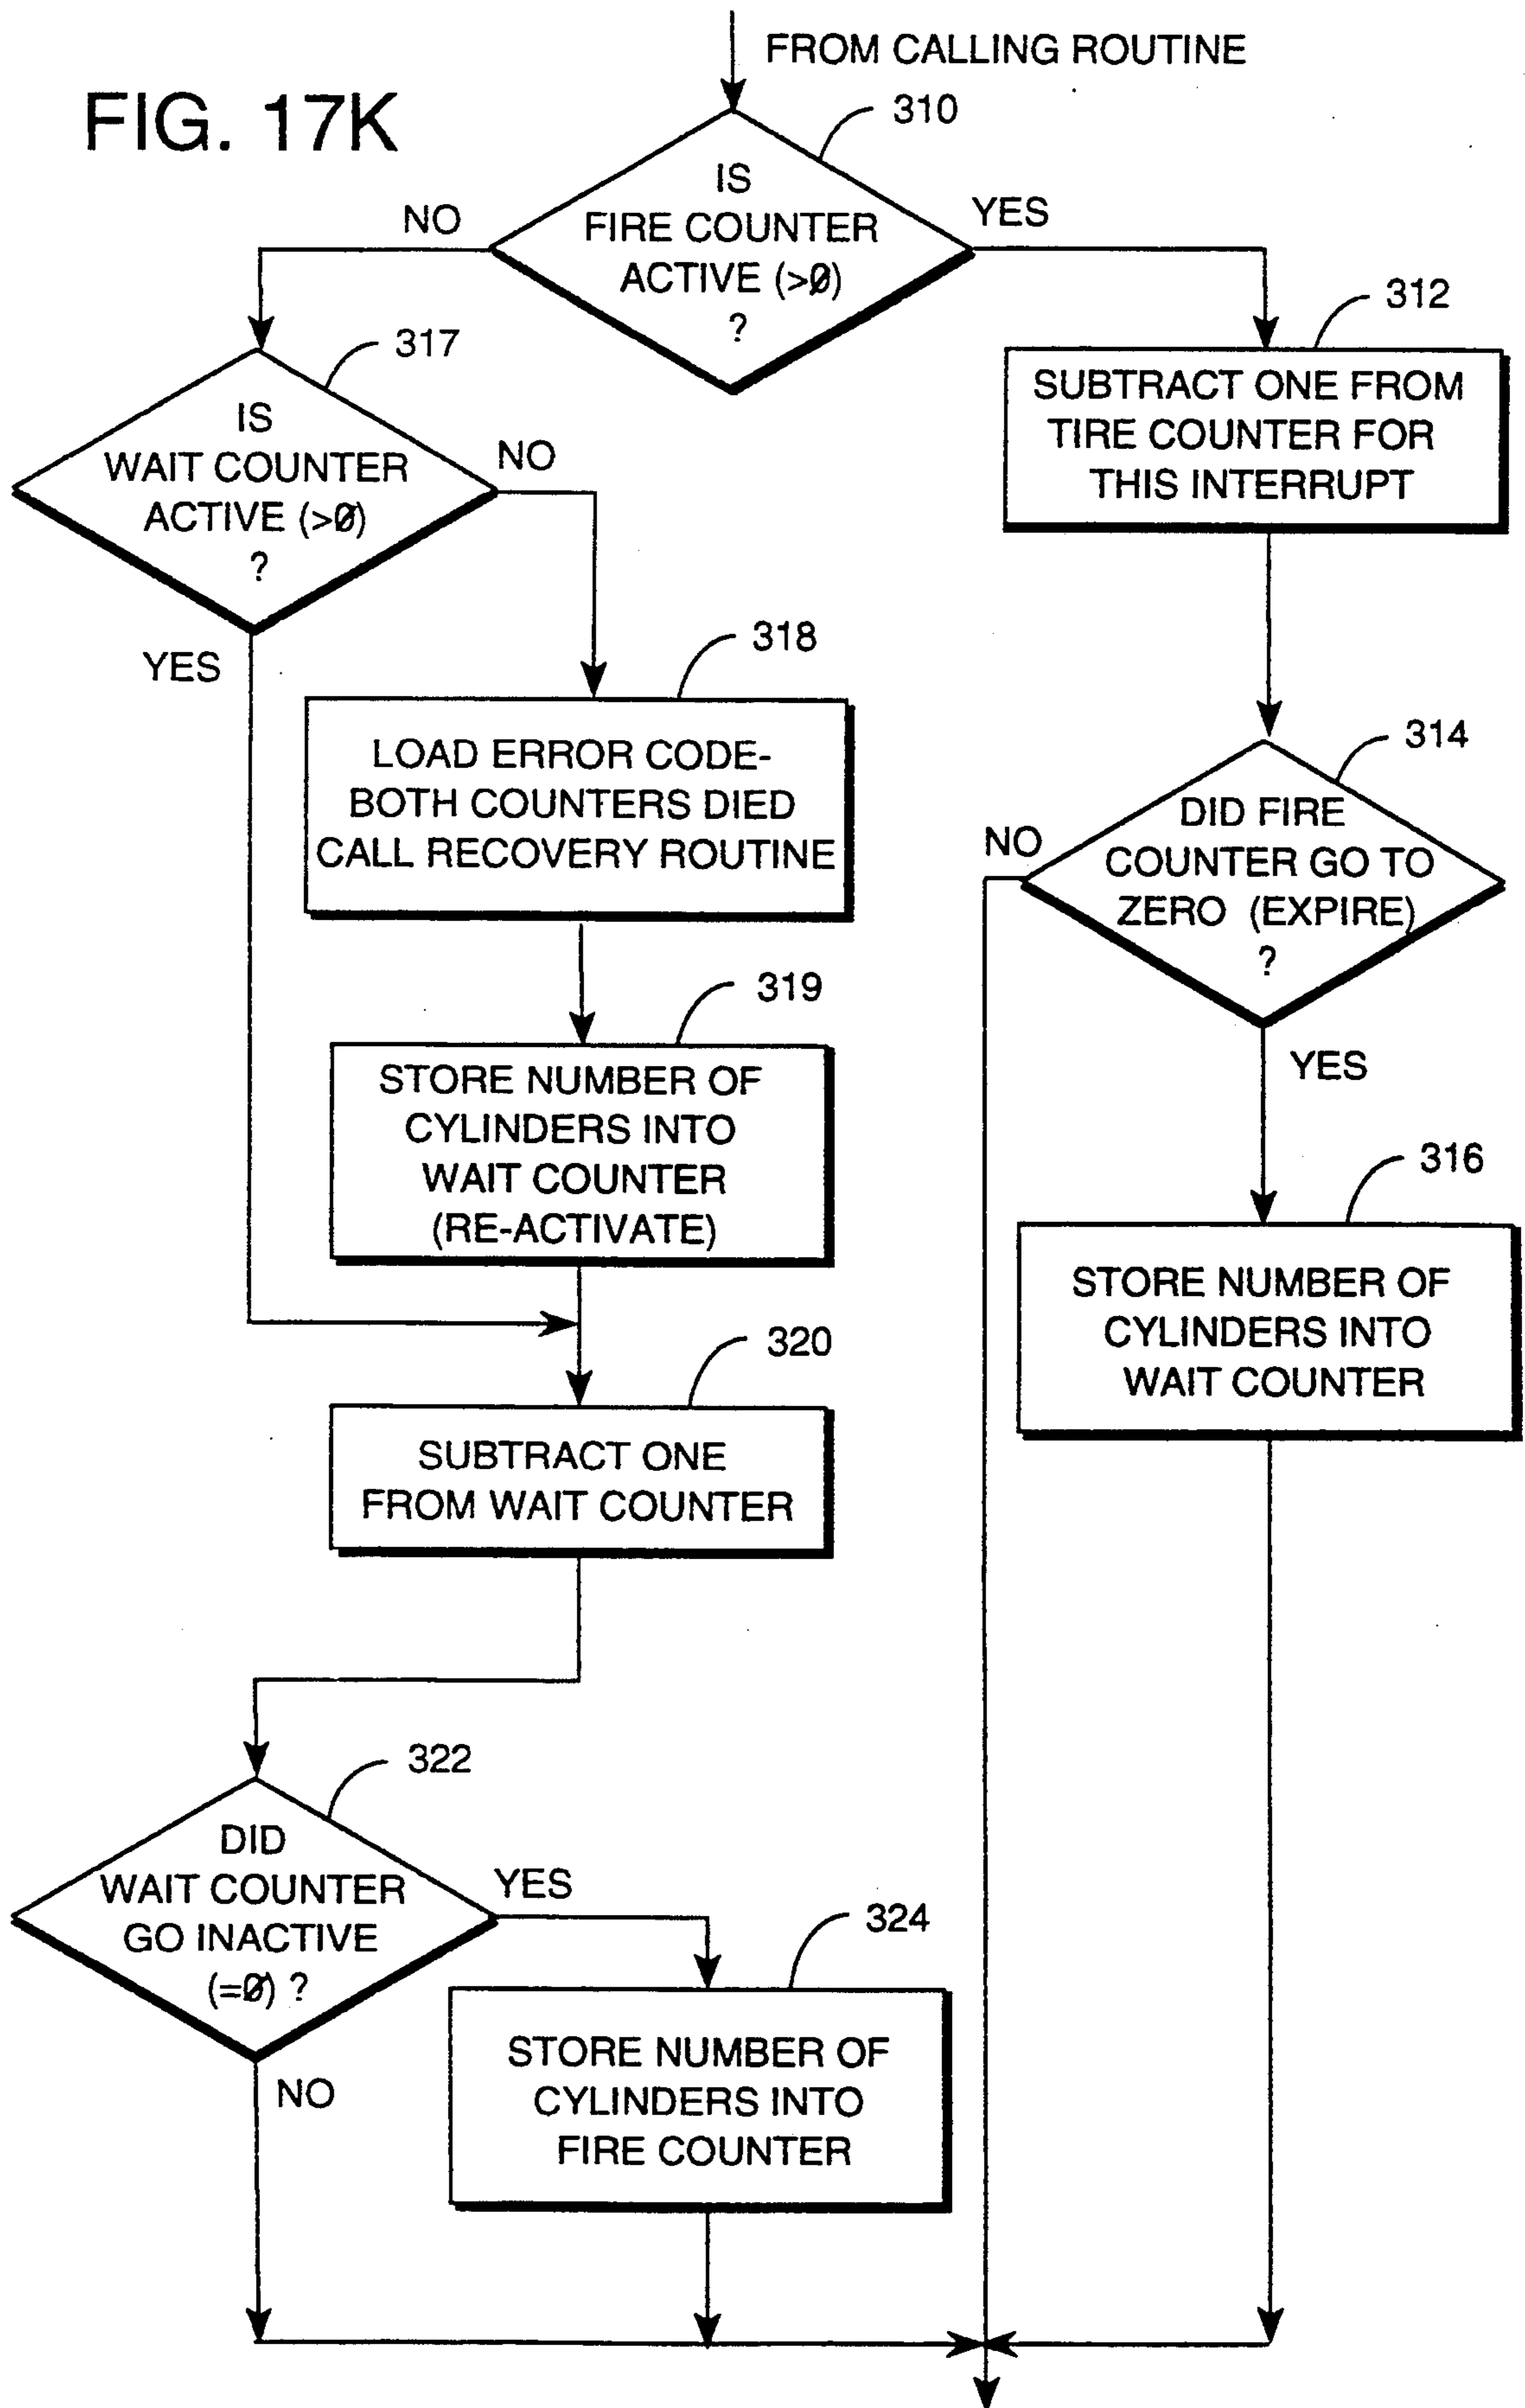 FROM CALLING ROUTINE
FIG. 17K
310
IS
FIRE COUNTER
ACTIVE (>0)
?
NO
YES
312
SUBTRACT ONE FROM
TIRE COUNTER FOR
THIS INTERRUPT
317
IS
WAIT COUNTER
ACTIVE (>0)
?
NO
YES
318
LOAD ERROR CODE-
BOTH COUNTERS DIED
CALL RECOVERY ROUTINE
314
DID FIRE
COUNTER GO TO
ZERO (EXPIRE)
?
NO
YES
319
STORE NUMBER OF
CYLINDERS INTO
WAIT COUNTER
(RE-ACTIVATE)
316
STORE NUMBER OF
CYLINDERS INTO
WAIT COUNTER
320
SUBTRACT ONE
FROM WAIT COUNTER
322
DID
WAIT COUNTER
GO INACTIVE
(=0) ?
YES
NO
324
STORE NUMBER OF
CYLINDERS INTO
FIRE COUNTER